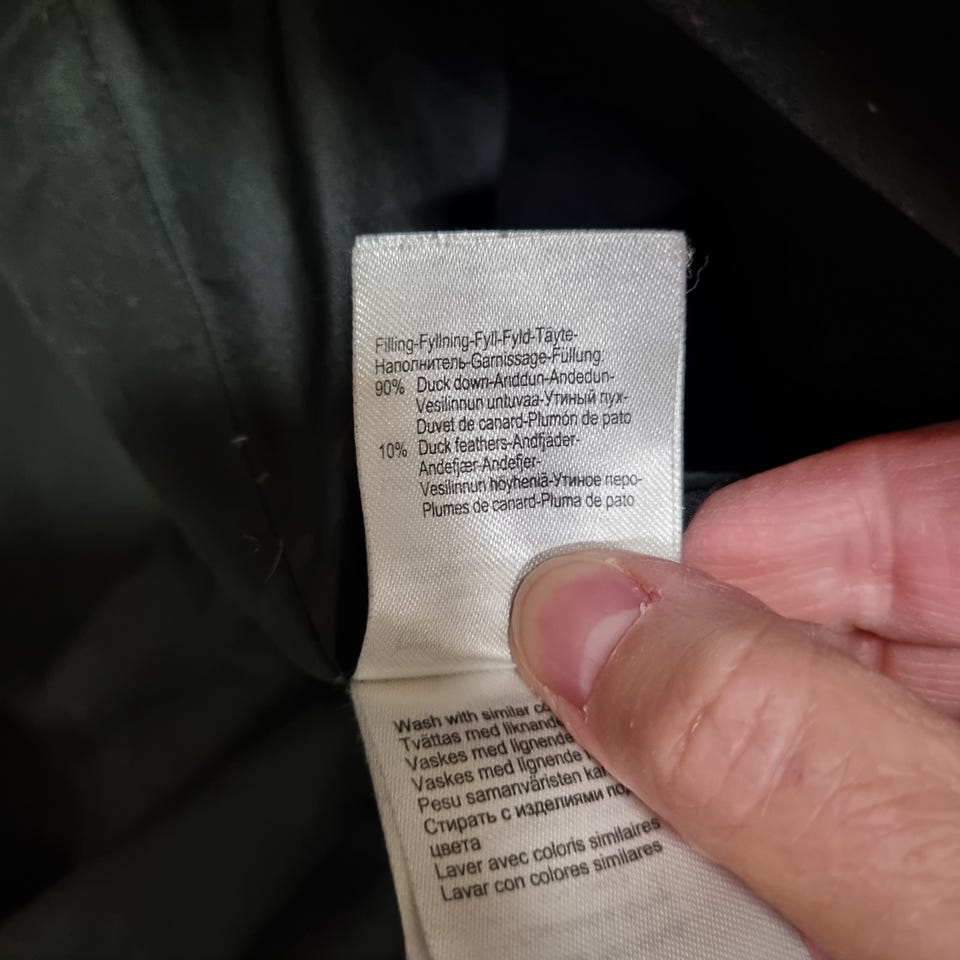 Filling-Fyllning-Fyll-Fyld-Täyte-
Наполнитель-Garnissage-Füllung:
90% Duck down-Anddun-Andedun-
Vesilinnun untuvaa-Утиный пух-
Duvet de canard-Plumón de pato
10% Duck feathers-Andfjäder-
Andefjær-Andefjer-
Vesilinnun höyheniä-Утиное перо-
Plumes de canard-Pluma de pato
Wash with similar
Tvättas med liknande
Vaskes med lignende
Vaskes med lignende
Pesu samanväristen
Стирать с изделиями
цвета
Laver avec coloris similaires
Lavar con colores similares